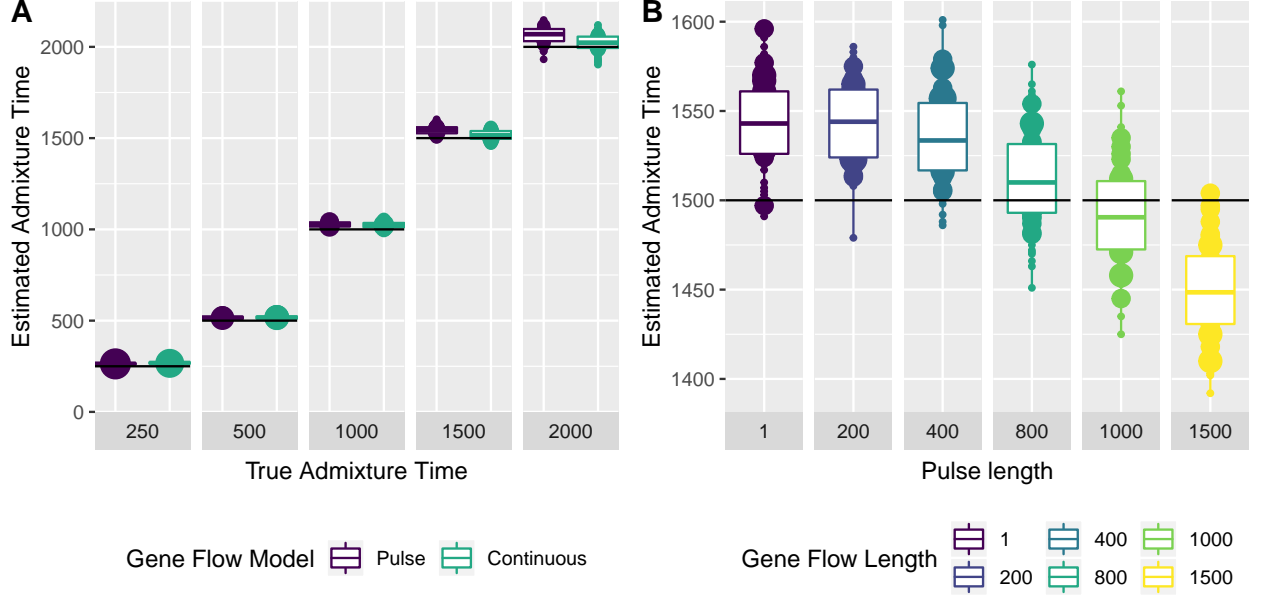 A
Estimated Admixture Time
2000
1500
1000
500
0
250 500 1000 1500 2000
True Admixture Time
Gene Flow Model Pulse Continuous
B
Estimated Admixture Time
1600
1550
1500
1450
1400
1 200 400 800 1000 1500
Pulse length
Gene Flow Length
1 400 1000
200 800 1500